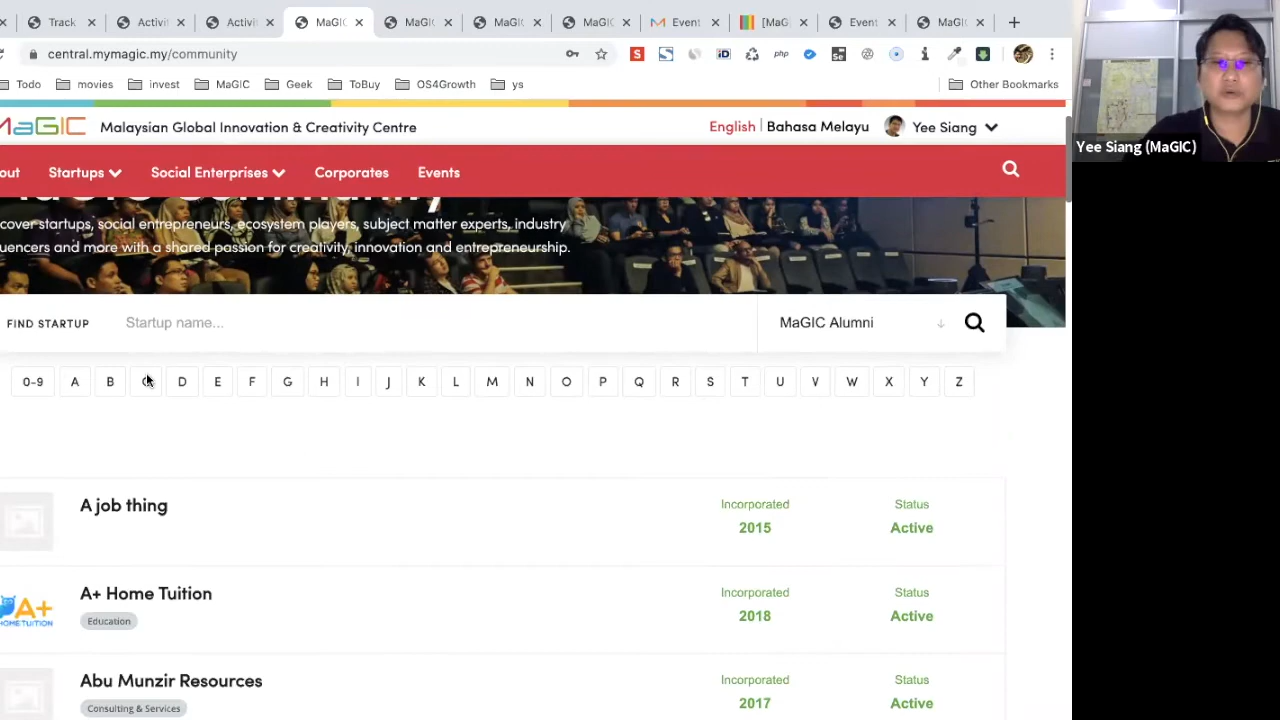 Track
Activi
Activi
MaGIC
MaGIC
MaGIC
MaGIC
Event
[MaG
Event
MaGIC
central.mymagic.my/community
Todo
movies
invest
MaGIC
Geek
ToBuy
OS4Growth
ys
Other Bookmarks
MaGIC
Malaysian Global Innovation & Creativity Centre
English | Bahasa Melayu
Yee Siang
out
Startups
Social Enterprises
Corporates
Events
Yee Siang (MaGIC)
cover startups, social entrepreneurs, ecosystem players, subject matter experts, industry
uencers and more with a shared passion for creativity, innovation and entrepreneurship.
FIND STARTUP
Startup name...
MaGIC Alumni
0-9 A B C D E F G H I J K L M N O P Q R S T U V W X Y Z
A job thing
Incorporated
2015
Status
Active
A+
HOME TUITION
A+ Home Tuition
Education
Incorporated
2018
Status
Active
Abu Munzir Resources
Consulting & Services
Incorporated
2017
Status
Active